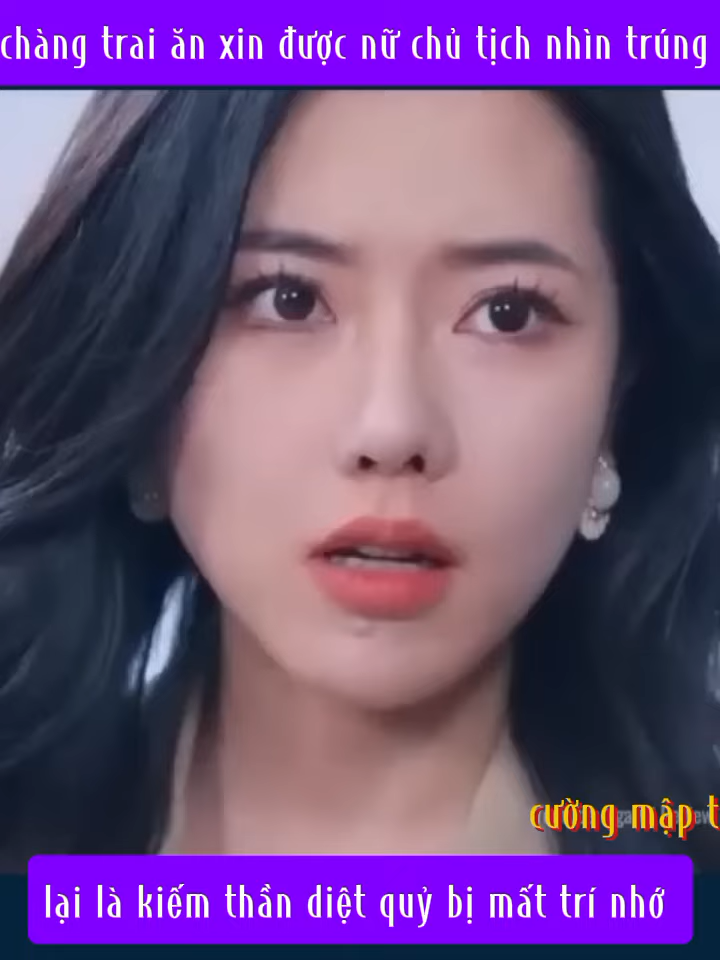 chàng trai ăn xin được nữ chủ tịch nhìn trúng
cường mập
lại là kiếm thần diệt quỷ bị mất trí nhớ